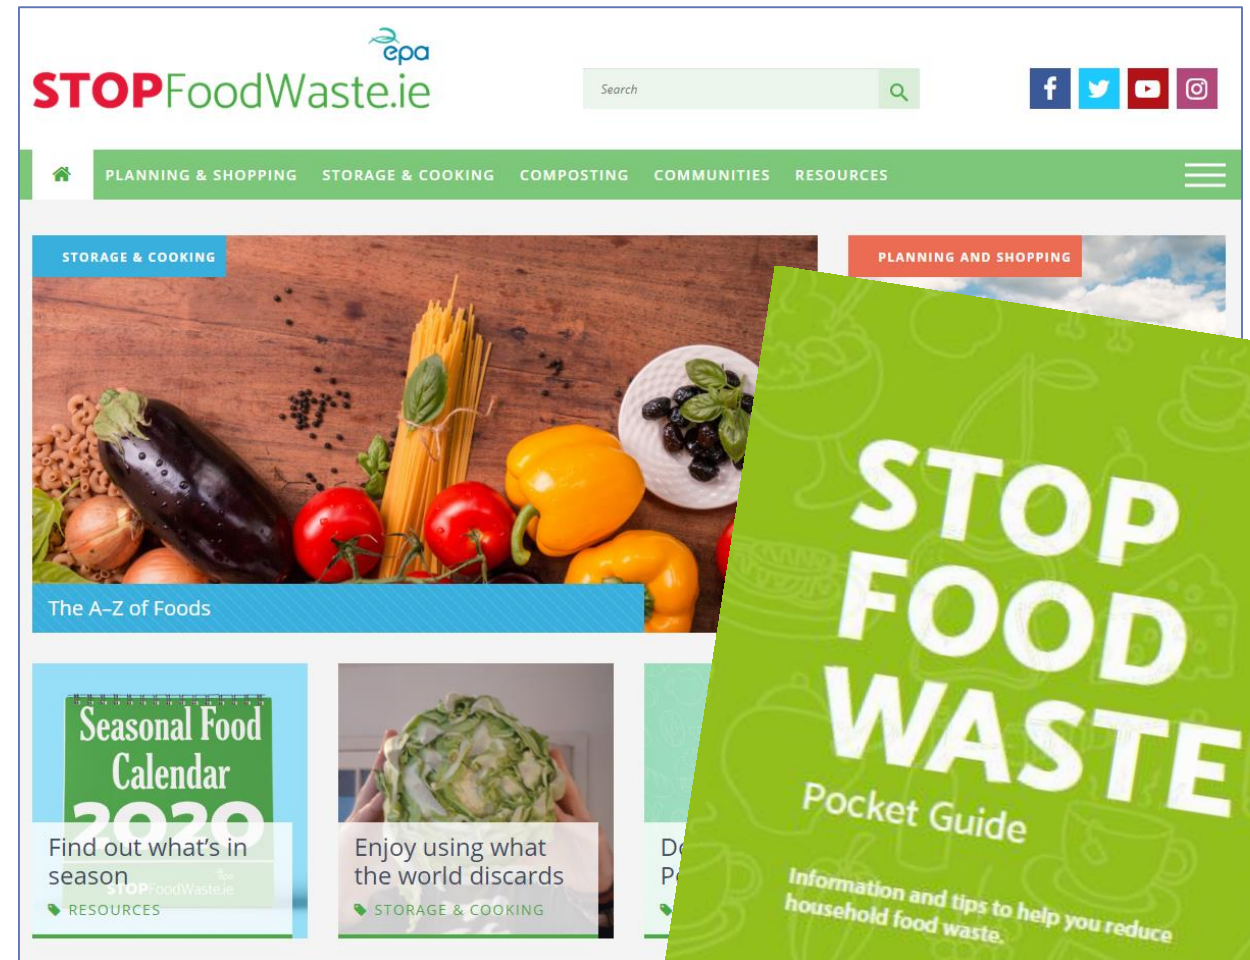 epa
STOPFoodWaste.ie
Search
PLANNING & SHOPPING STORAGE & COOKING COMPOSTING COMMUNITIES RESOURCES
STORAGE & COOKING
PLANNING AND SHOPPING
The A–Z of Foods
Seasonal Food
Calendar
2020
Find out what's in
season
STOPFoodWaste.ie
RESOURCES
Enjoy using what
the world discards
STORAGE & COOKING
STOP
FOOD
WASTE
Pocket Guide
Information and tips to help you reduce
household food waste.